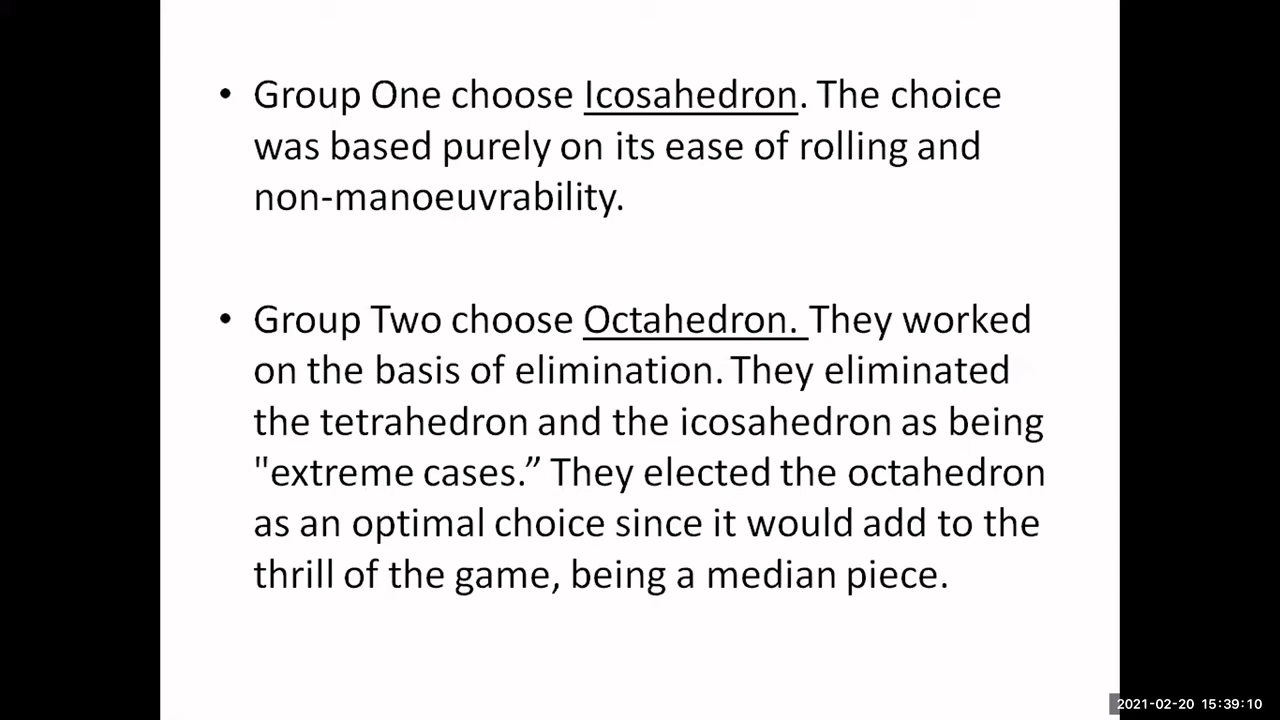 • Group One choose Icosahedron. The choice
was based purely on its ease of rolling and
non-manoeuvrability.
• Group Two choose Octahedron. They worked
on the basis of elimination. They eliminated
the tetrahedron and the icosahedron as being
"extreme cases.” They elected the octahedron
as an optimal choice since it would add to the
thrill of the game, being a median piece.
2021-02-20 15:39:10